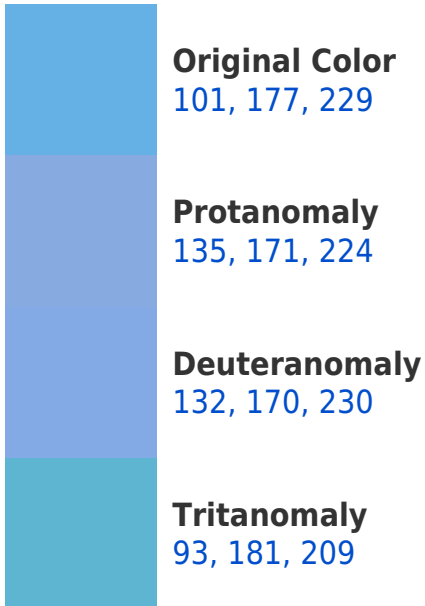 Original Color
101, 177, 229
Protanomaly
135, 171, 224
Deuteranomaly
132, 170, 230
Tritanomaly
93, 181, 209